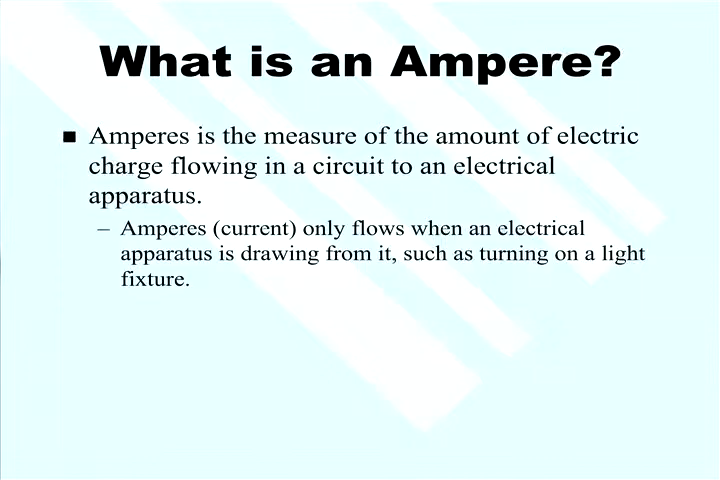 What is an Ampere?
■ Amperes is the measure of the amount of electric
charge flowing in a circuit to an electrical
apparatus.
– Amperes (current) only flows when an electrical
apparatus is drawing from it, such as turning on a light
fixture.